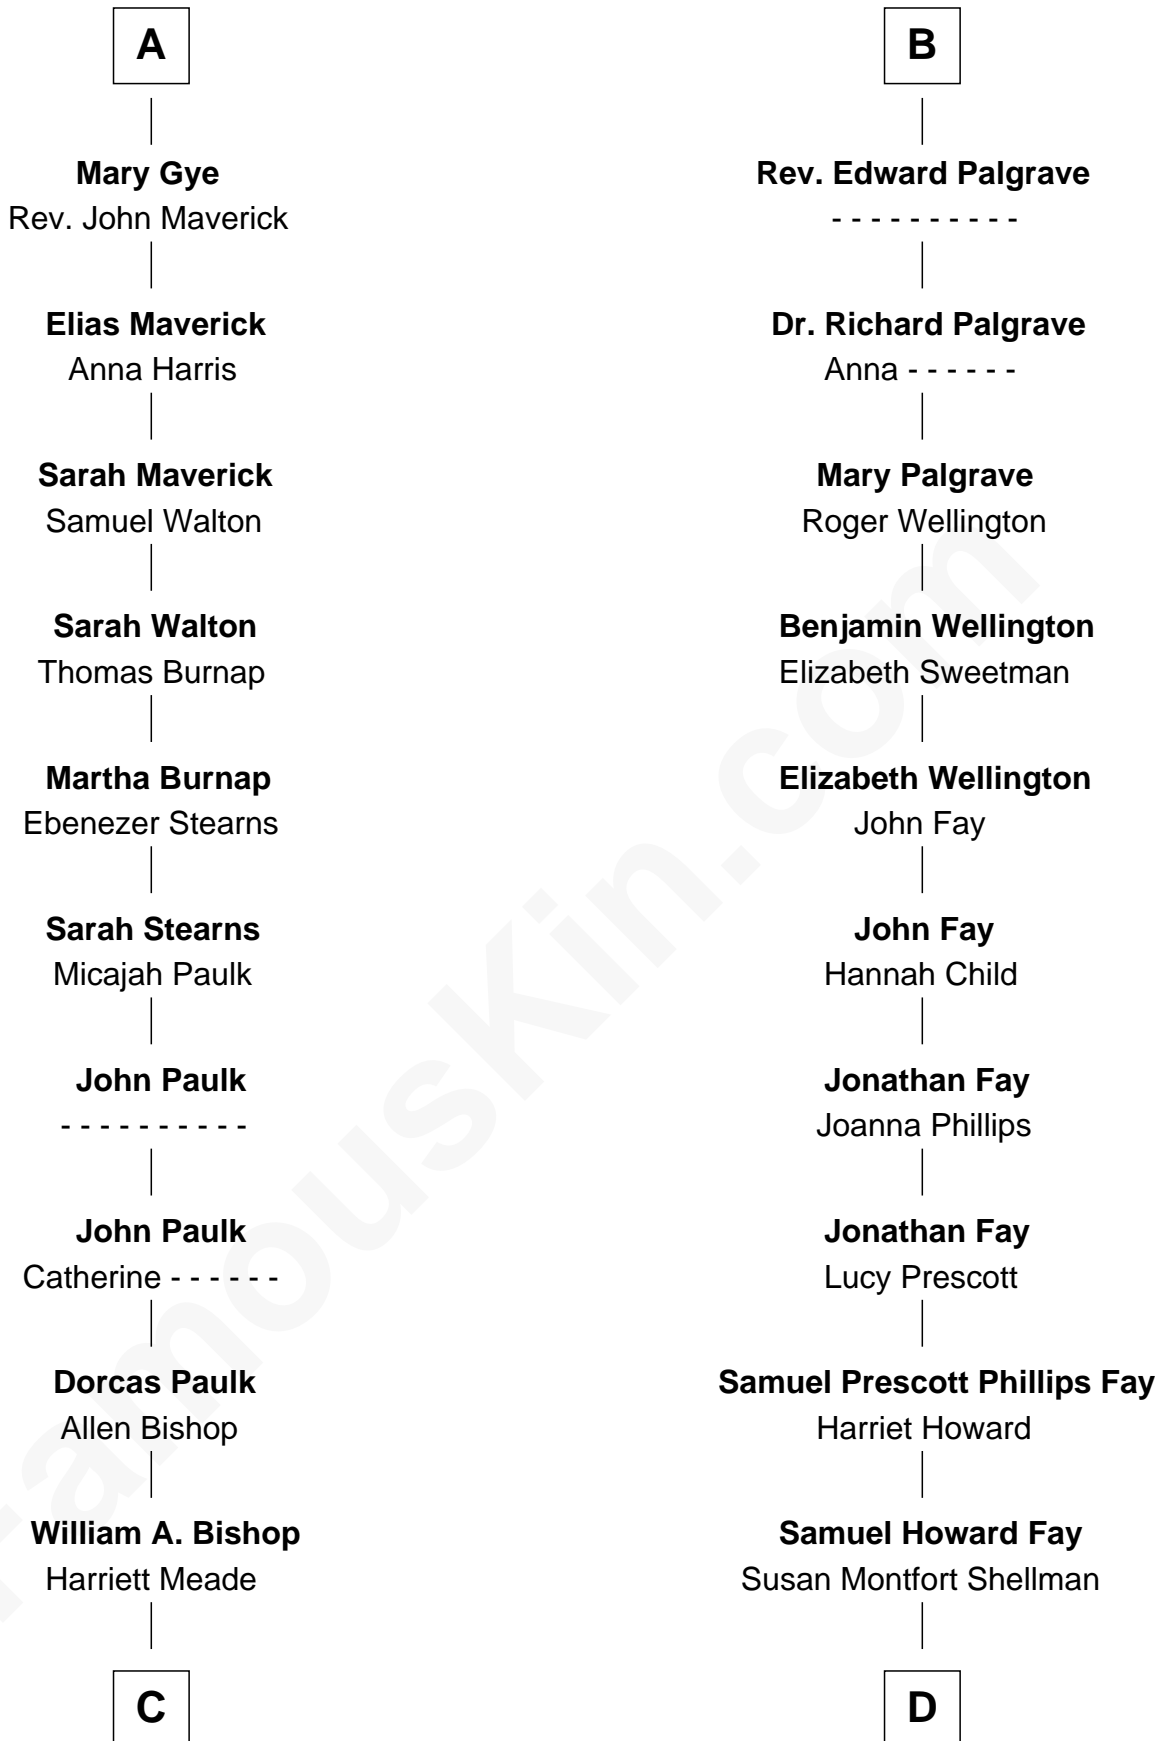 A
Mary Gye
Rev. John Maverick
Elias Maverick
Anna Harris
Sarah Maverick
Samuel Walton
Sarah Walton
Thomas Burnap
Martha Burnap
Ebenezer Stearns
Sarah Stearns
Micajah Paulk
John Paulk
- - - - - - - - - -
John Paulk
Catherine - - - - - -
Dorcas Paulk
Allen Bishop
William A. Bishop
Harriett Meade
C
B
Rev. Edward Palgrave
- - - - - - - - - -
Dr. Richard Palgrave
Anna - - - - - -
Mary Palgrave
Roger Wellington
Benjamin Wellington
Elizabeth Sweetman
Elizabeth Wellington
John Fay
John Fay
Hannah Child
Jonathan Fay
Joanna Phillips
Jonathan Fay
Lucy Prescott
Samuel Prescott Phillips Fay
Harriet Howard
Samuel Howard Fay
Susan Montfort Shellman
D
FamousKin.com